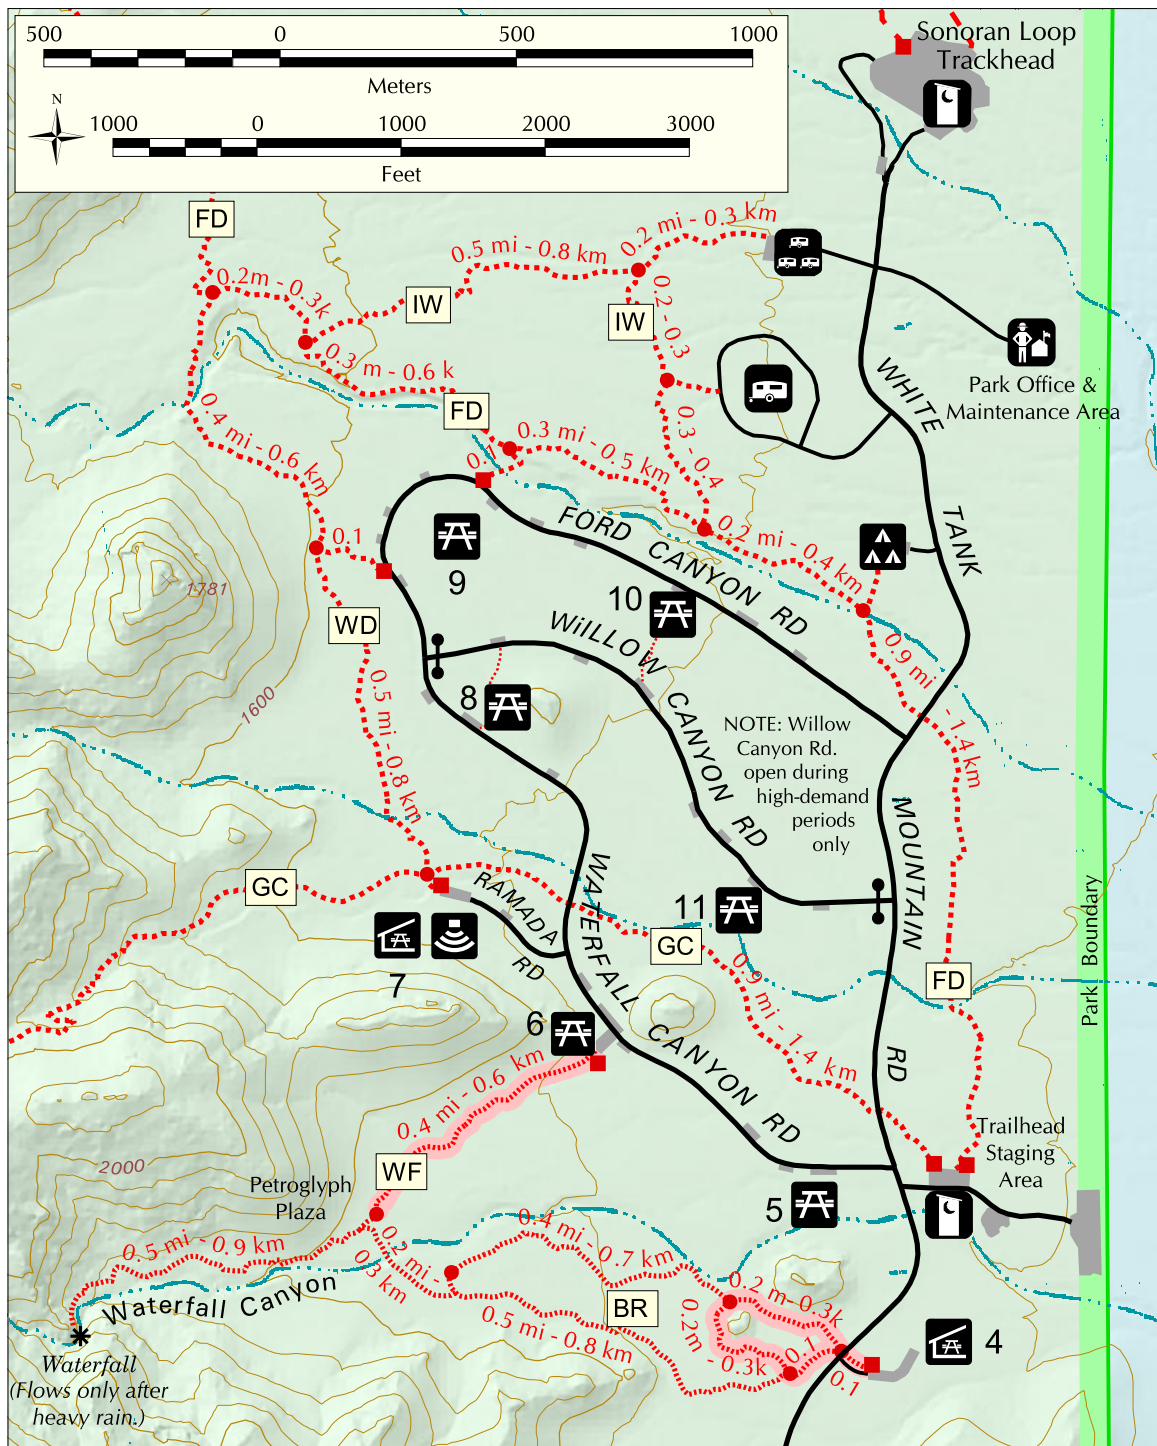 500 0 500 1000
Meters
N
1000 0 1000 2000 3000
Feet
Sonoran Loop
Trackhead
FD
0.2 mi - 0.3 km
0.5 mi - 0.8 km
0.2m - 0.3k
IW
IW
0.2 - 0.3
0.3 m - 0.6 k
Park Office &
Maintenance Area
WHITE
TANK
MOUNTAIN
RD
FD
0.4 mi - 0.6 km
0.3 mi - 0.5 km
0.3 - 0.4
0.1
0.1
FORD CANYON RD
0.2 mi - 0.4 km
9
10
1781
WD
WilLLOW CANYON RD
0.9 mi - 1.4 km
8
1600
0.5 mi - 0.8 km
NOTE: Willow
Canyon Rd.
open during
high-demand
periods
only
GC
RAMADA
RD
WATERFALL CANYON RD
11
GC
7
FD
Park Boundary
0.9 mi - 1.4 km
6
0.4 mi - 0.6 km
2000
WF
Petroglyph
Plaza
Trailhead
Staging
Area
5
0.5 mi - 0.9 km
0.2 mi -
03 km
0.4 mi - 0.7 km
Waterfall Canyon
0.2 m- 0.3k
BR
0.5 mi - 0.8 km
0.2m - 0.3k
0.1
0.1
4
Waterfall
(Flows only after
heavy rain.)